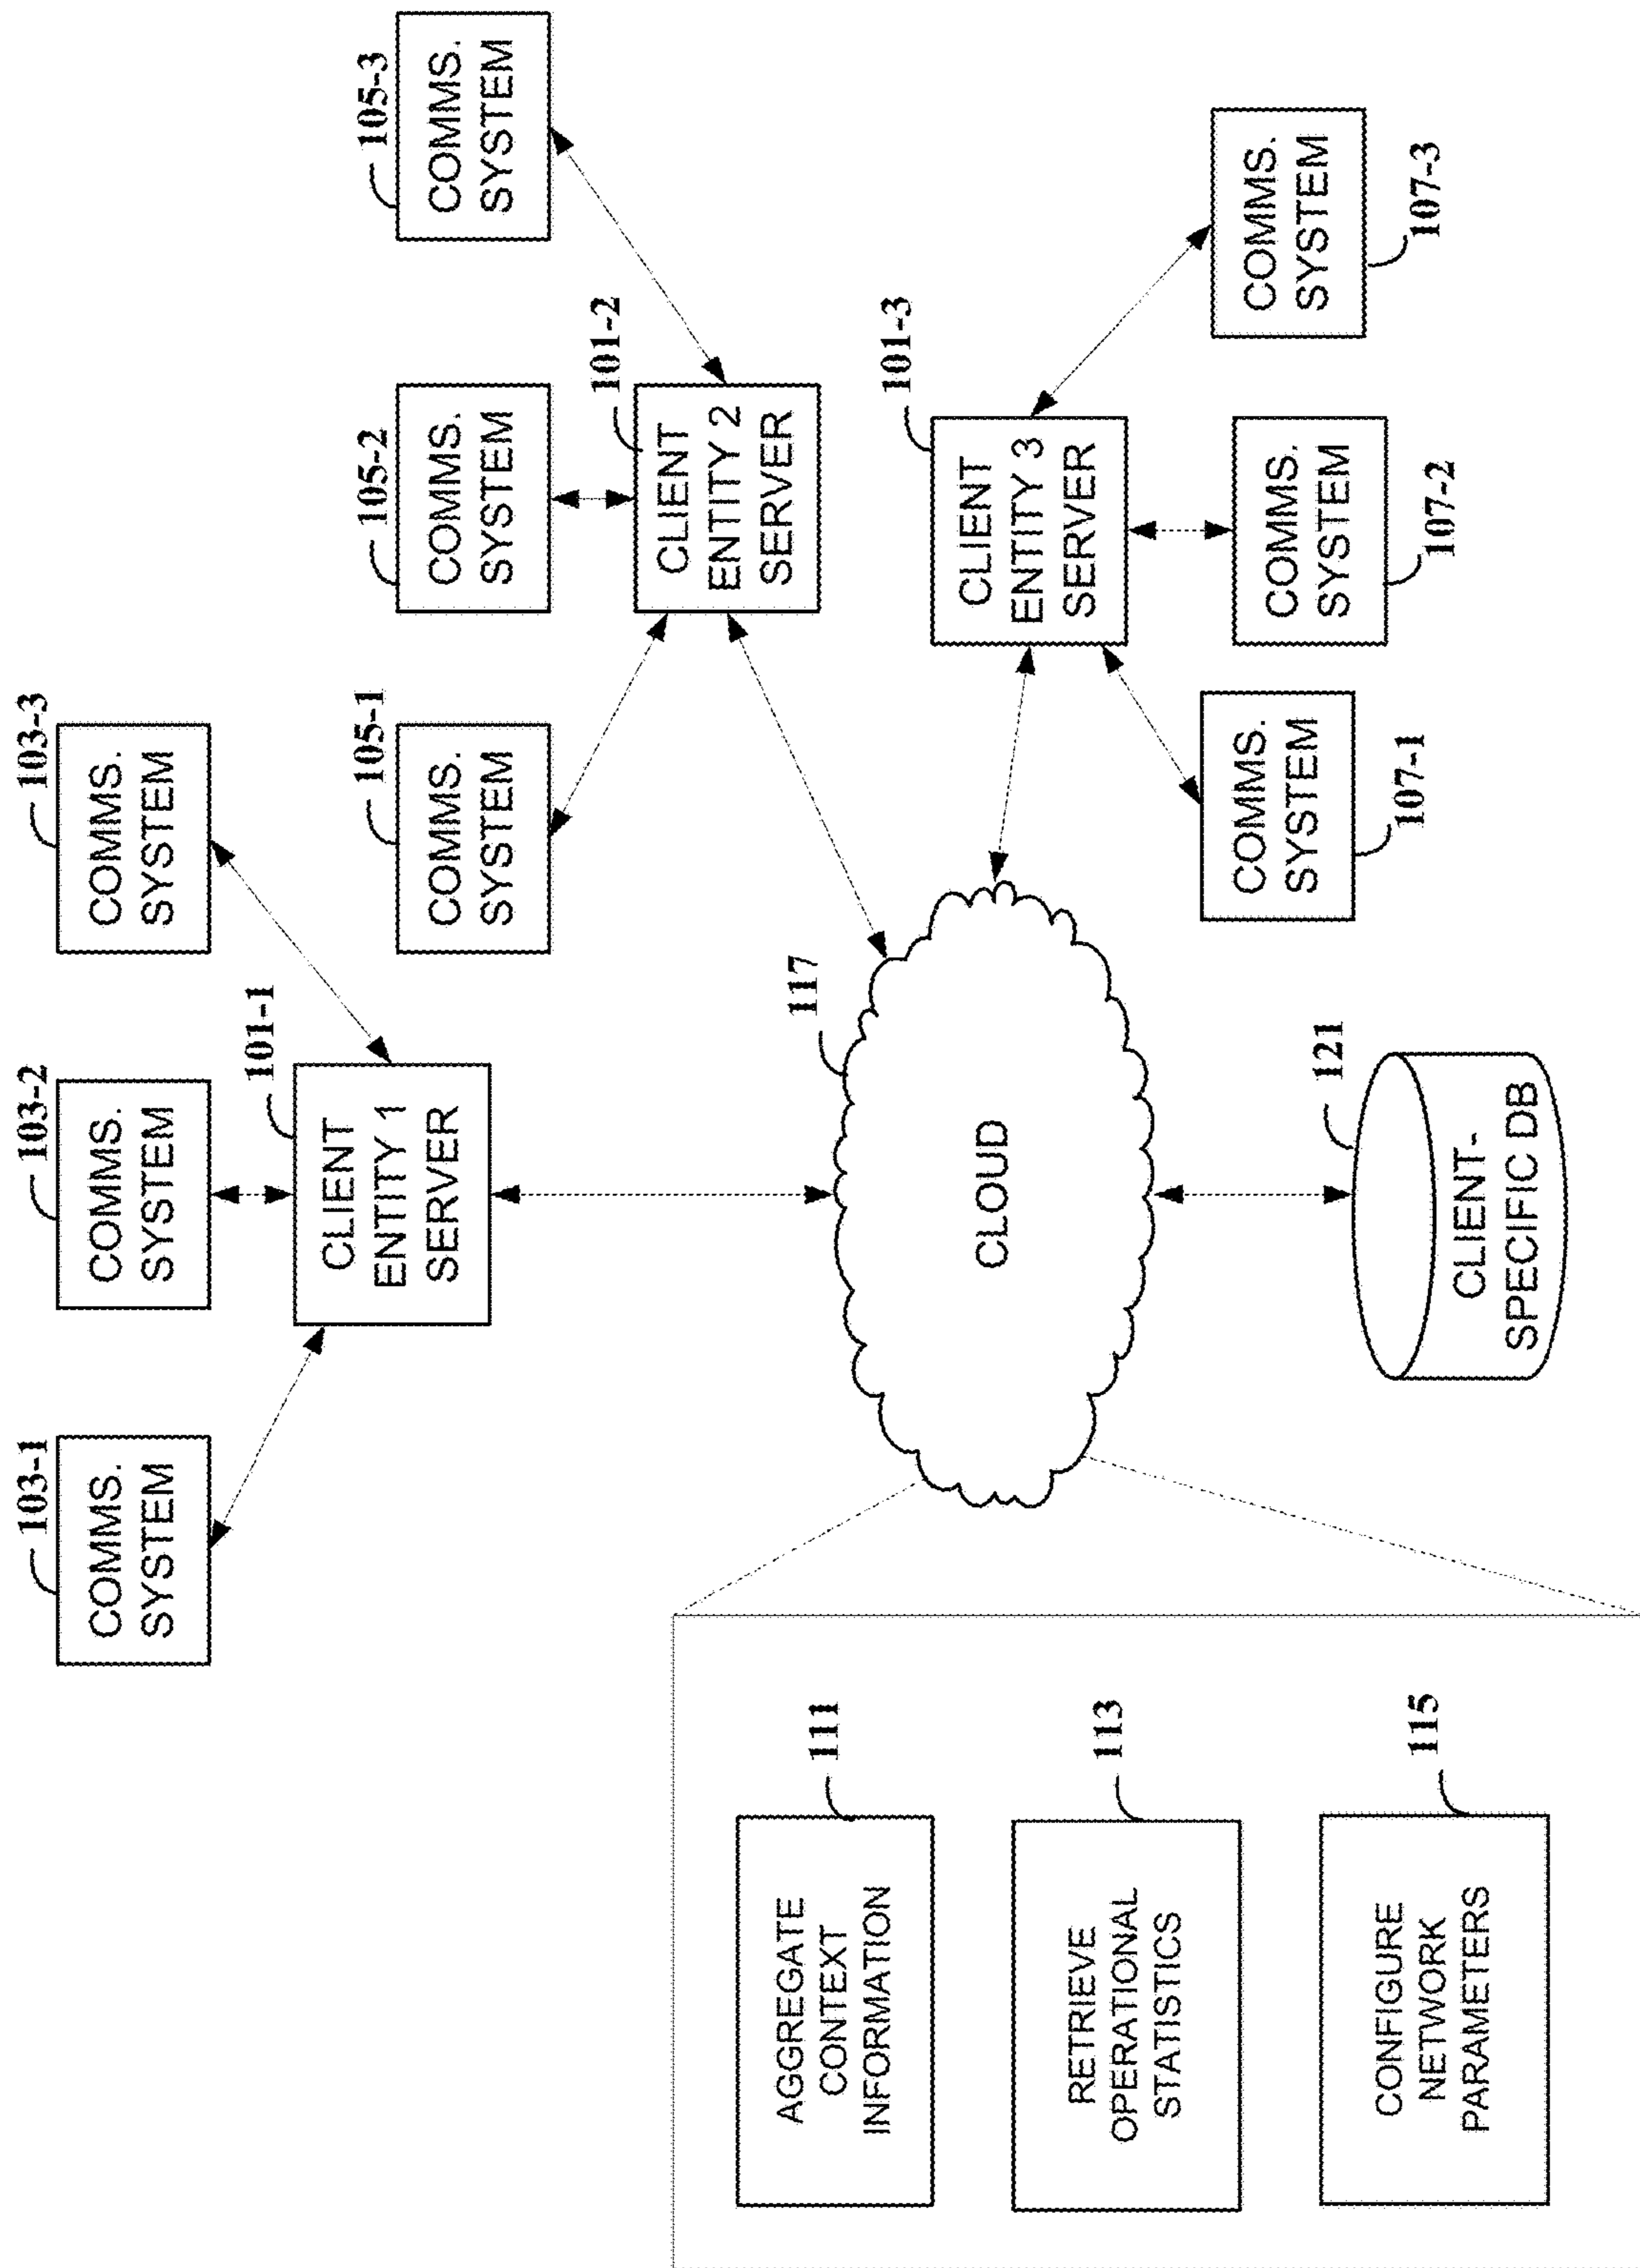 103-1
COMMS.
SYSTEM
103-2
COMMS.
SYSTEM
103-3
COMMS.
SYSTEM
101-1
CLIENT
ENTITY 1
SERVER
105-1
COMMS.
SYSTEM
105-2
COMMS.
SYSTEM
105-3
COMMS.
SYSTEM
101-2
CLIENT
ENTITY 2
SERVER
117
CLOUD
101-3
CLIENT
ENTITY 3
SERVER
COMMS.
SYSTEM
107-1
COMMS.
SYSTEM
107-2
COMMS.
SYSTEM
107-3
121
CLIENT-
SPECIFIC DB
111
AGGREGATE
CONTEXT
INFORMATION
113
RETRIEVE
OPERATIONAL
STATISTICS
115
CONFIGURE
NETWORK
PARAMETERS